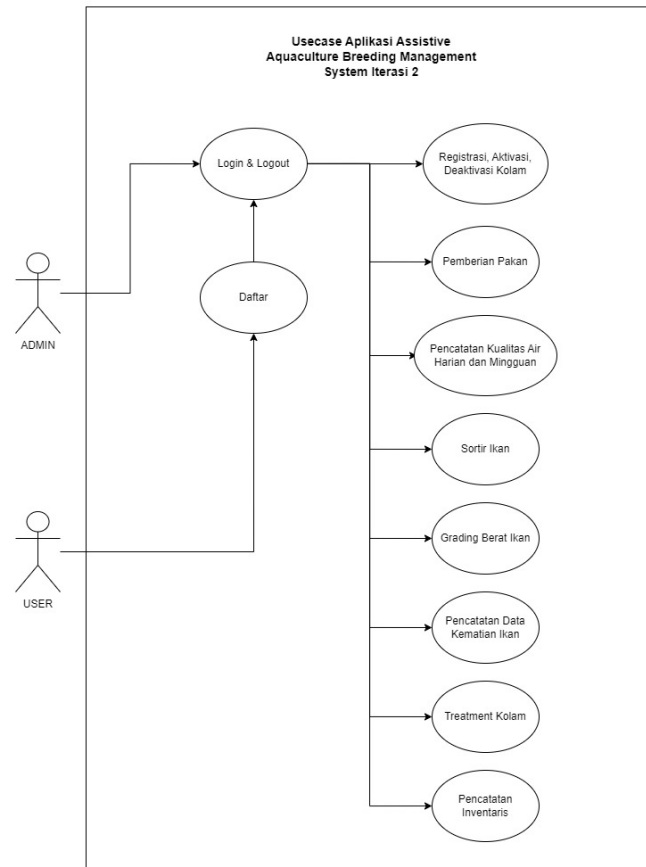 Usecase Aplikasi Assistive
Aquaculture Breeding Management
System Iterasi 2
Login & Logout
Registrasi, Aktivasi,
Deaktivasi Kolam
Pemberian Pakan
Daftar
ADMIN
Pencatatan Kualitas Air
Harian dan Mingguan
Sortir Ikan
Grading Berat Ikan
USER
Pencatatan Data
Kematian Ikan
Treatment Kolam
Pencatatan
Inventaris